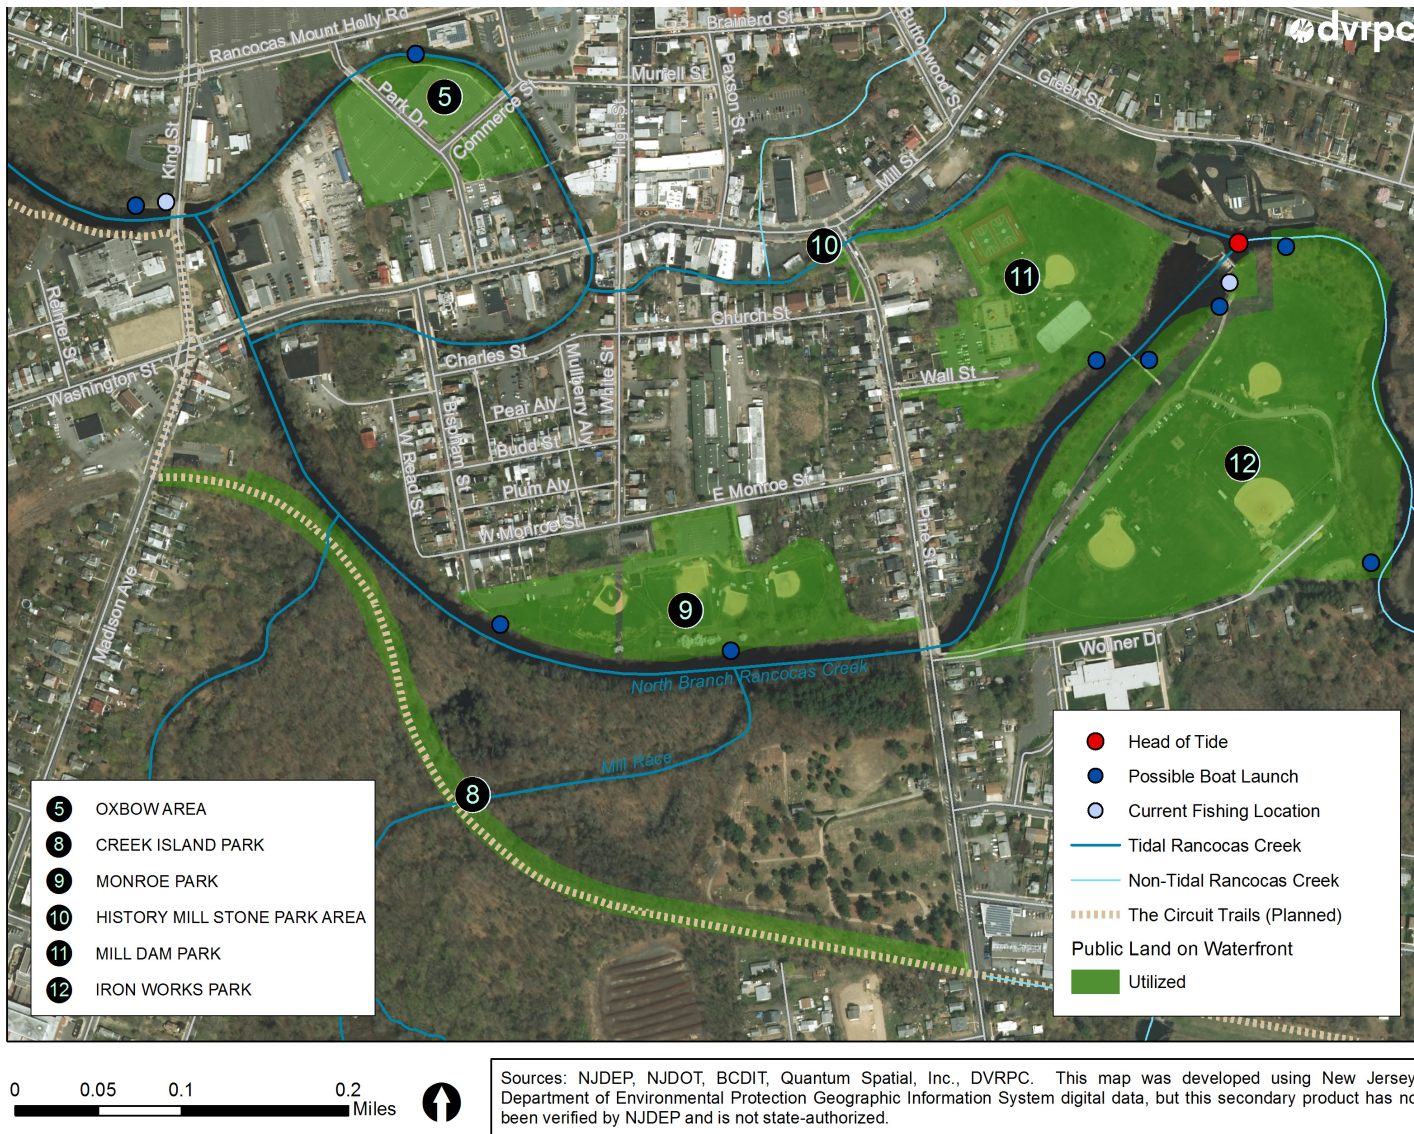 dvrpc
Rancocas Mount Holly Rd
Brainerd St
Buttonwood St
Murrell St
Paxson St
Green St
Park Dr
5
Commerce St
High St
King St
Mill St
10
11
Reimer St
Church St
Charles St
Mullberry Aly
White St
Wall St
Washington St
Pear Aly
Bisphan St
W Read St
Budd St
12
Plum Aly
E Monroe St
W Monroe St
Pine St
Madison Ave
9
Wollner Dr
North Branch Rancocas Creek
Mill Race
8
5 OXBOW AREA
8 CREEK ISLAND PARK
9 MONROE PARK
10 HISTORY MILL STONE PARK AREA
11 MILL DAM PARK
12 IRON WORKS PARK
Head of Tide
Possible Boat Launch
Current Fishing Location
Tidal Rancocas Creek
Non-Tidal Rancocas Creek
The Circuit Trails (Planned)
Public Land on Waterfront
Utilized
0 0.05 0.1 0.2
Miles
Sources: NJDEP, NJDOT, BCDIT, Quantum Spatial, Inc., DVRPC. This map was developed using New Jersey
Department of Environmental Protection Geographic Information System digital data, but this secondary product has no
been verified by NJDEP and is not state-authorized.